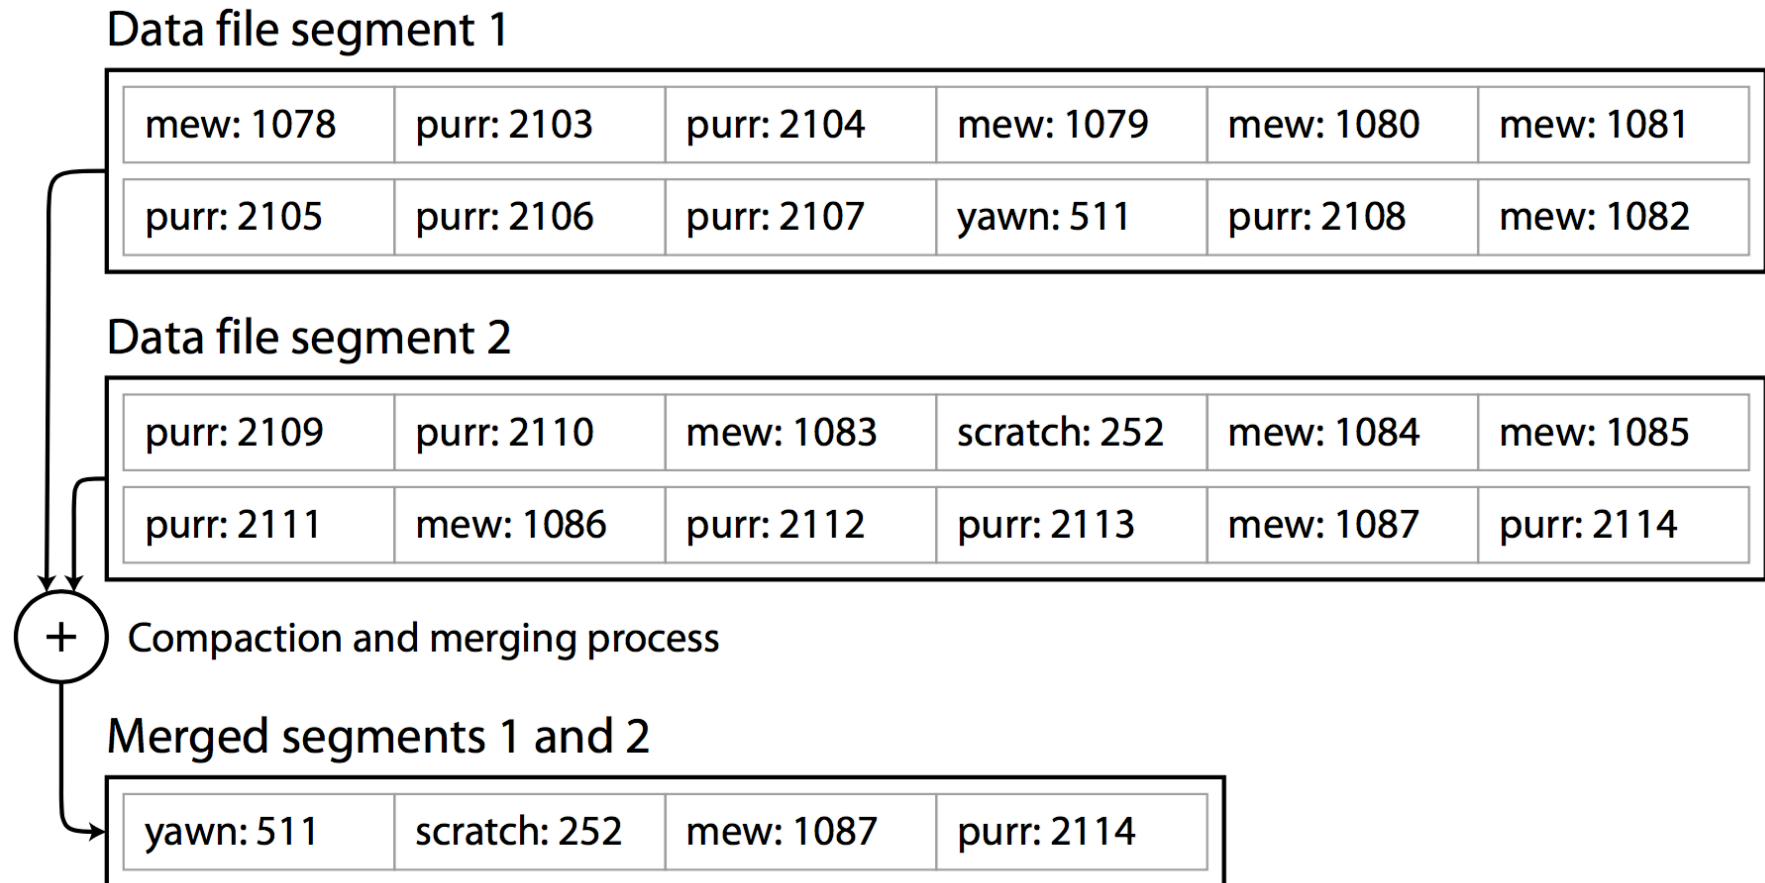 Data file segment 1
mew: 1078 purr: 2103 purr: 2104 mew: 1079 mew: 1080 mew: 1081
purr: 2105 purr: 2106 purr: 2107 yawn: 511 purr: 2108 mew: 1082
Data file segment 2
purr: 2109 purr: 2110 mew: 1083 scratch: 252 mew: 1084 mew: 1085
purr: 2111 mew: 1086 purr: 2112 purr: 2113 mew: 1087 purr: 2114
+ Compaction and merging process
Merged segments 1 and 2
yawn: 511 scratch: 252 mew: 1087 purr: 2114